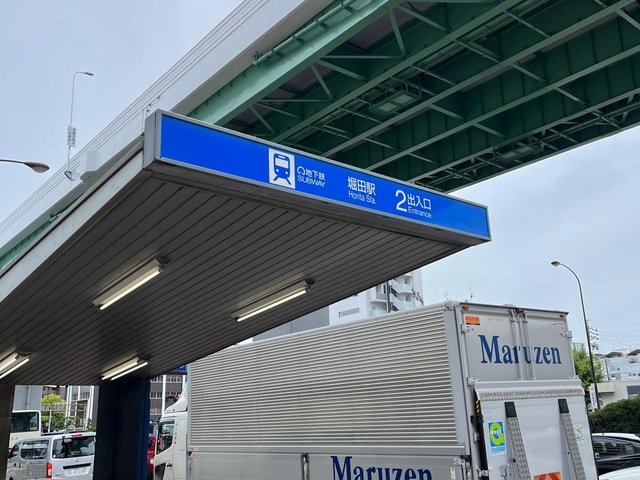 地下鉄
SUBWAY
堀田駅
Horita Sta.
2出入口
Entrance
Maruzen
Maruzen